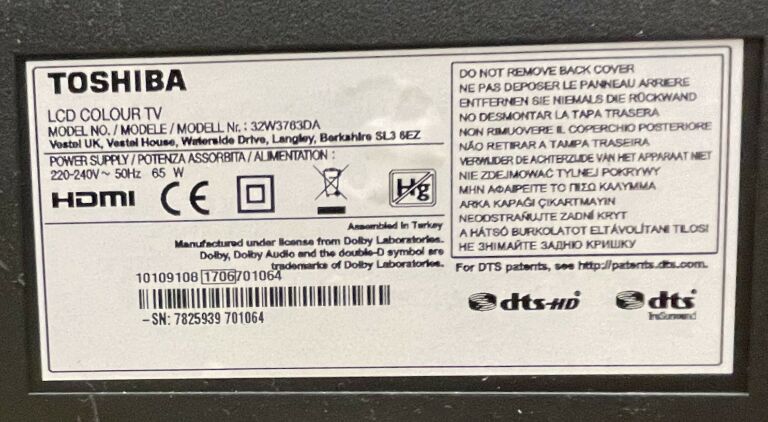 TOSHIBA
LCD COLOUR TV
MODEL NO. / MODELE / MODELL Nr. : 32W3763DA
Vestel UK, Vestel House, Waterside Drive, Langley, Berkshire SL3 6EZ
POWER SUPPLY / POTENZA ASSORBITA / ALIMENTATION :
220-240V~ 50Hz 65 W
HDMI CE Hg
Assembled in Turkey
Manufactured under license from Dolby Laboratories.
Dolby, Dolby Audio and the double-D symbol are
trademarks of Dolby Laboratories.
10109108 1706 701064
-SN: 7825939 701064
DO NOT REMOVE BACK COVER
NE PAS DEPOSER LE PANNEAU ARRIERE
ENTFERNEN SIE NIEMALS DIE RÜCKWAND
NO DESMONTAR LA TAPA TRASERA
NON RIMUOVERE IL COPERCHIO POSTERIORE
NÃO RETIRAR A TAMPA TRASEIRA
VERWIJDER DE ACHTERZIJDE VAN HET APPARAAT NIET
NIE ZDEJMOWAĆ TYLNEJ POKRYWY
ΜΗΝ ΑΦΑΙΡΕΙΤΕ ΤΟ ΠΙΣΩ ΚΑΛΥΜΜΑ
ARKA KAPAĞI ÇIKARTMAYIN
NEODSTRAŇUJTE ZADNÍ KRYT
A HÁTSÓ BURKOLATOT ELTÁVOLÍTANI TILOS!
НЕ ЗНІМАЙТЕ ЗАДНЮ КРИШКУ
For DTS patents, see http://patents.dts.com.
dts-HD
dts
TruSurround